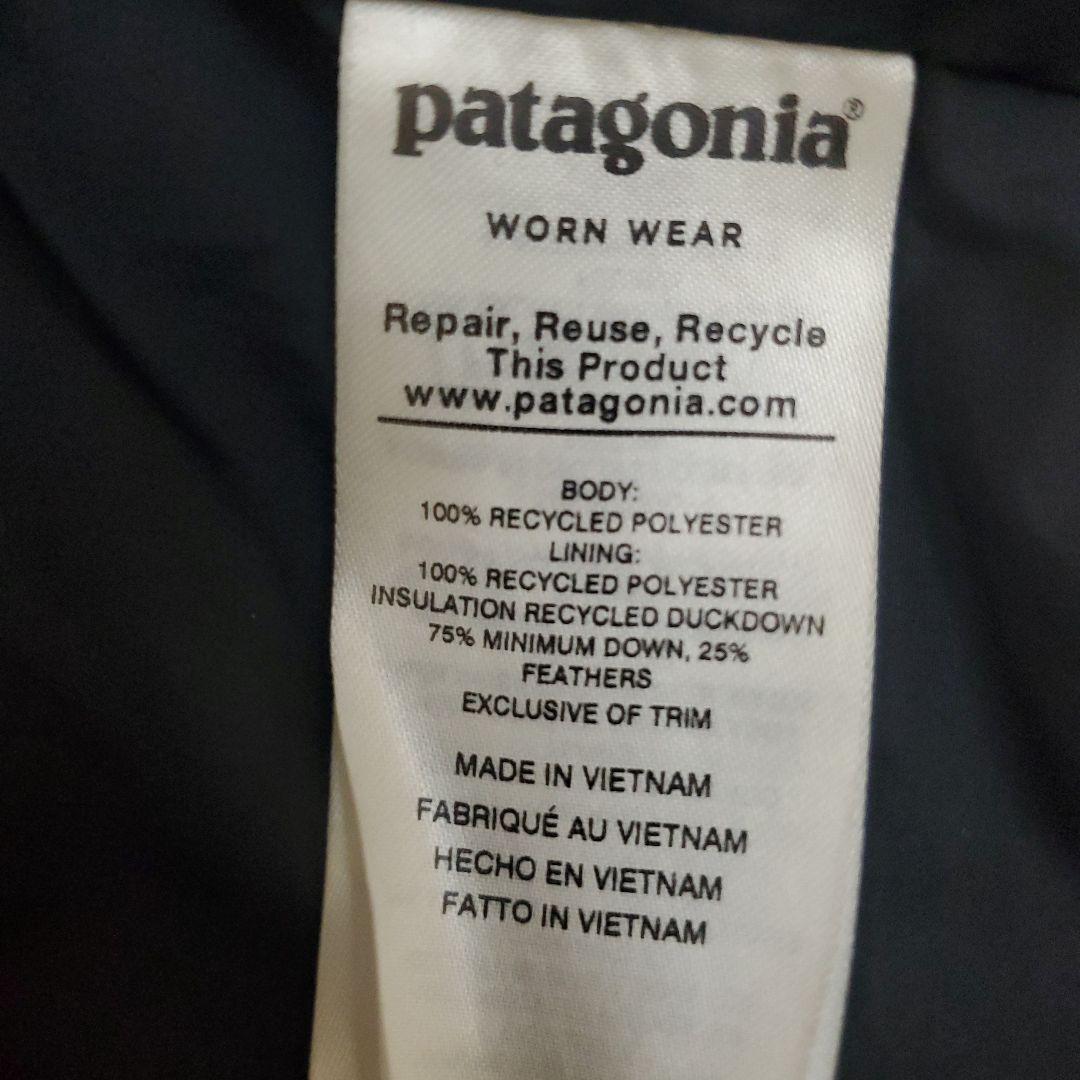 patagonia®
WORN WEAR
Repair, Reuse, Recycle
This Product
www.patagonia.com
BODY:
100% RECYCLED POLYESTER
LINING:
100% RECYCLED POLYESTER
INSULATION RECYCLED DUCKDOWN
75% MINIMUM DOWN, 25%
FEATHERS
EXCLUSIVE OF TRIM
MADE IN VIETNAM
FABRIQUÉ AU VIETNAM
HECHO EN VIETNAM
FATTO IN VIETNAM